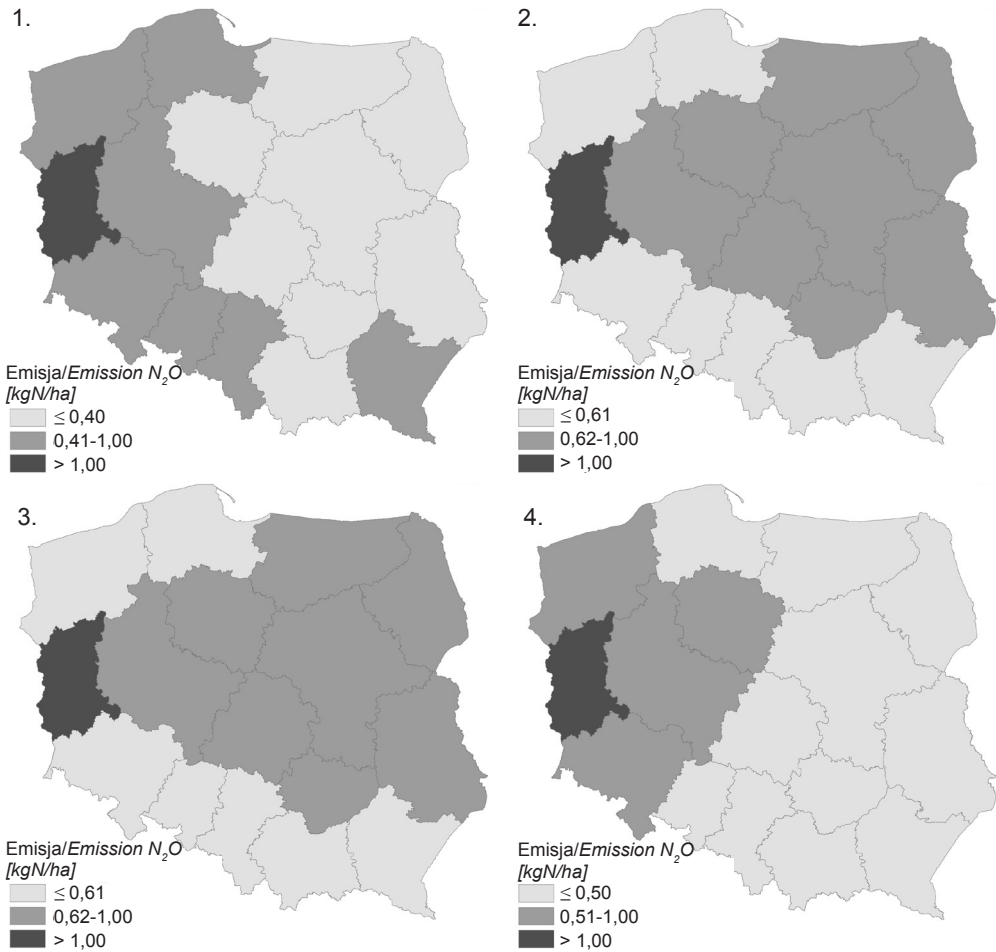 1.
Emisja/Emission N₂O
[kgN/ha]
≤ 0,40
0,41-1,00
> 1,00
2.
Emisja/Emission N₂O
[kgN/ha]
≤ 0,61
0,62-1,00
> 1,00
3.
Emisja/Emission N₂O
[kgN/ha]
≤ 0,61
0,62-1,00
> 1,00
4.
Emisja/Emission N₂O
[kgN/ha]
≤ 0,50
0,51-1,00
> 1,00